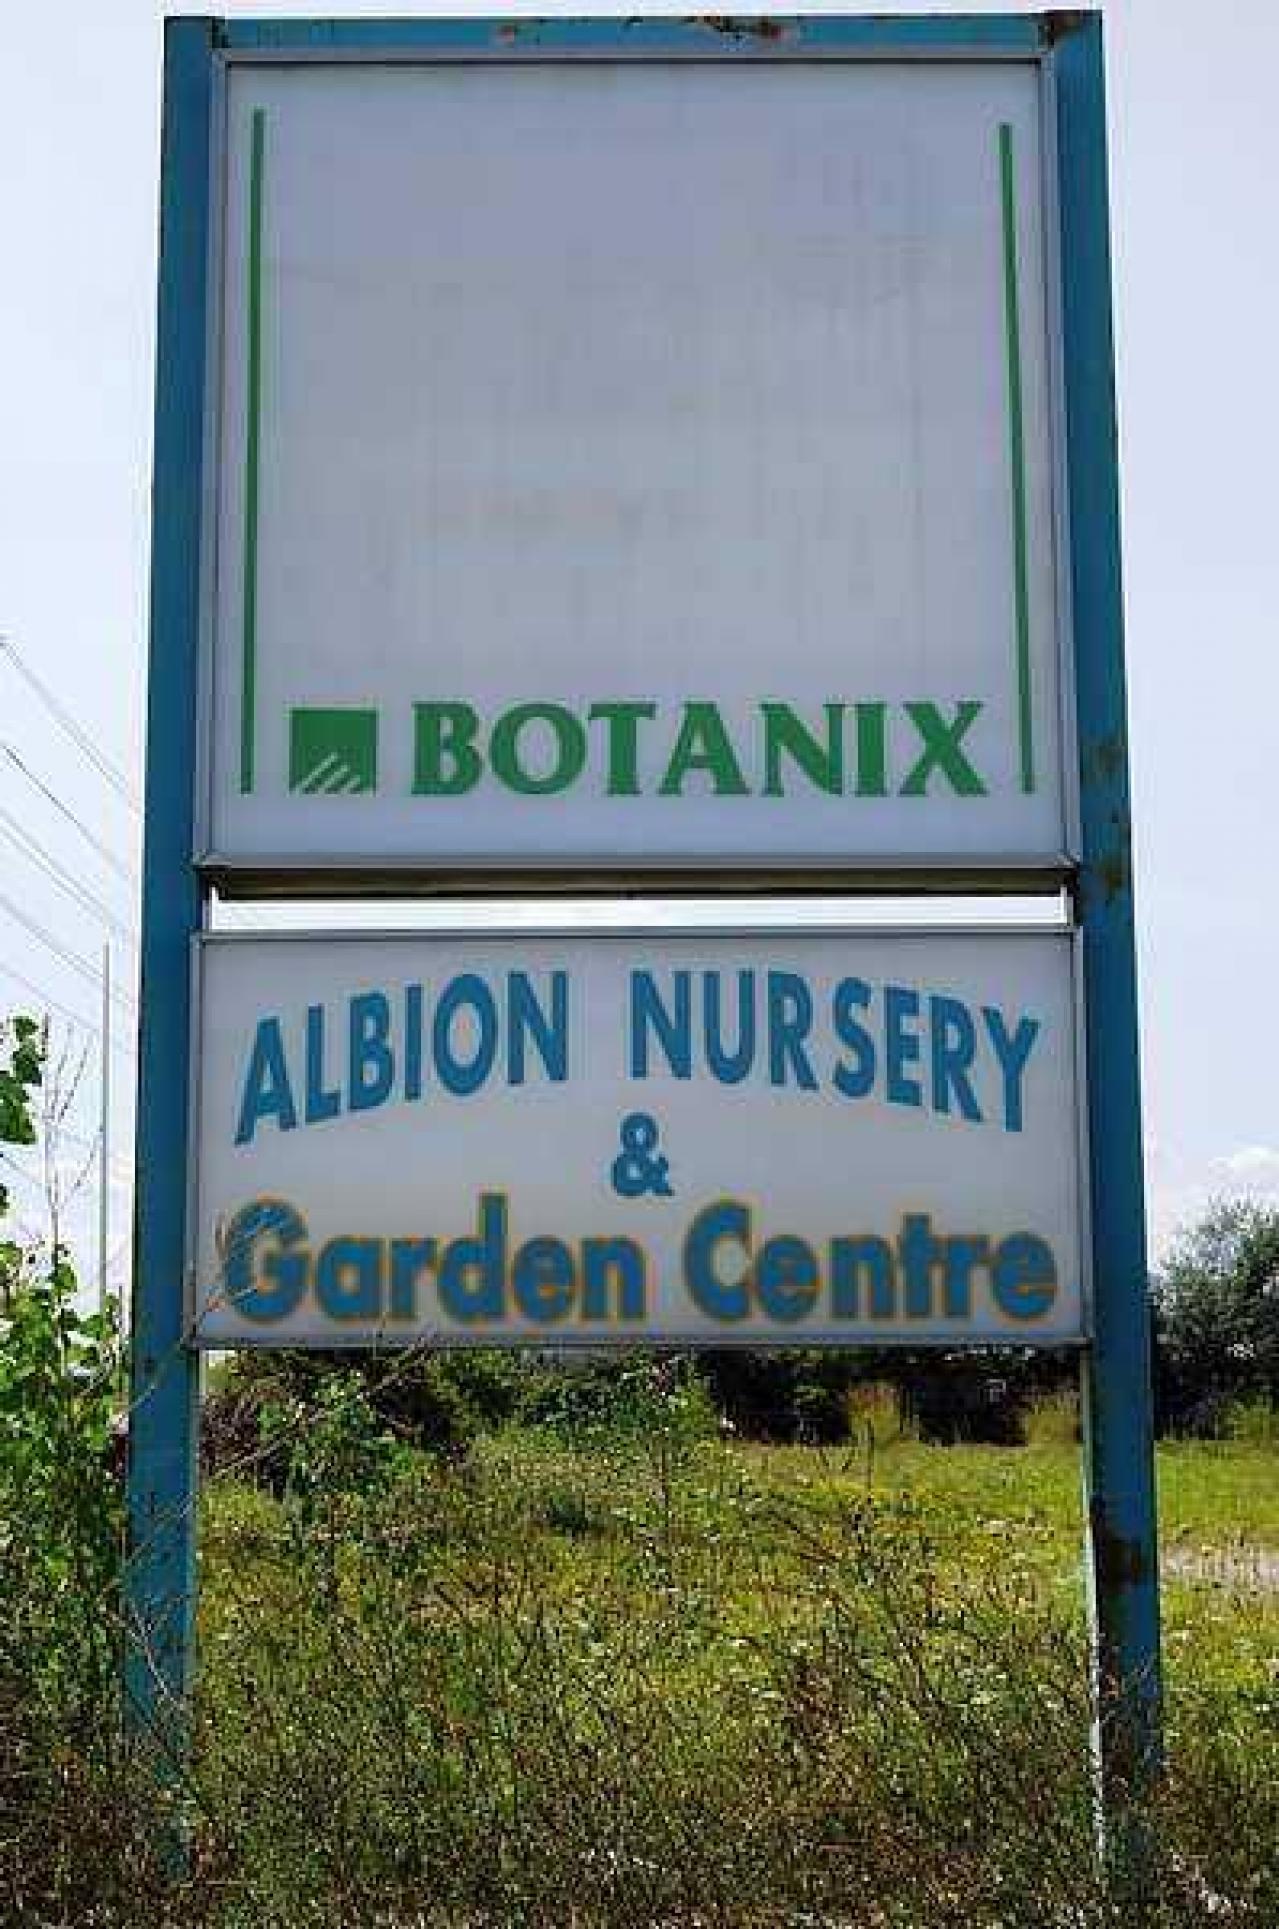 BOTANIX
ALBION NURSERY
&
Garden Centre